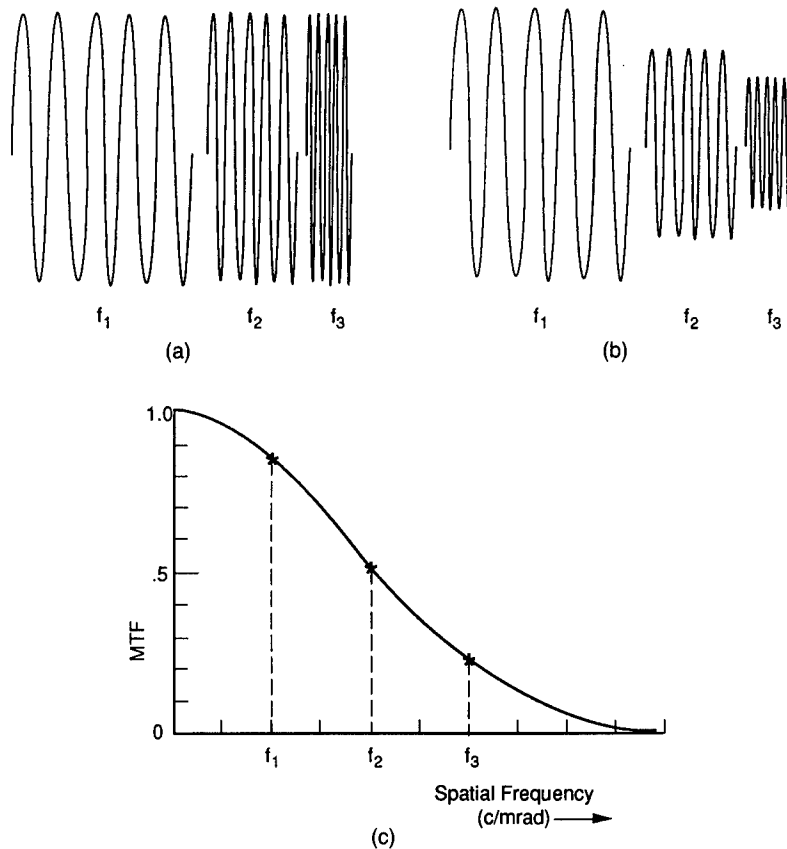 f₁ f₂ f₃
(a)
f₁ f₂ f₃
(b)
1.0
.5
0
MTF
f₁ f₂ f₃
Spatial Frequency
(c/mrad)
(c)